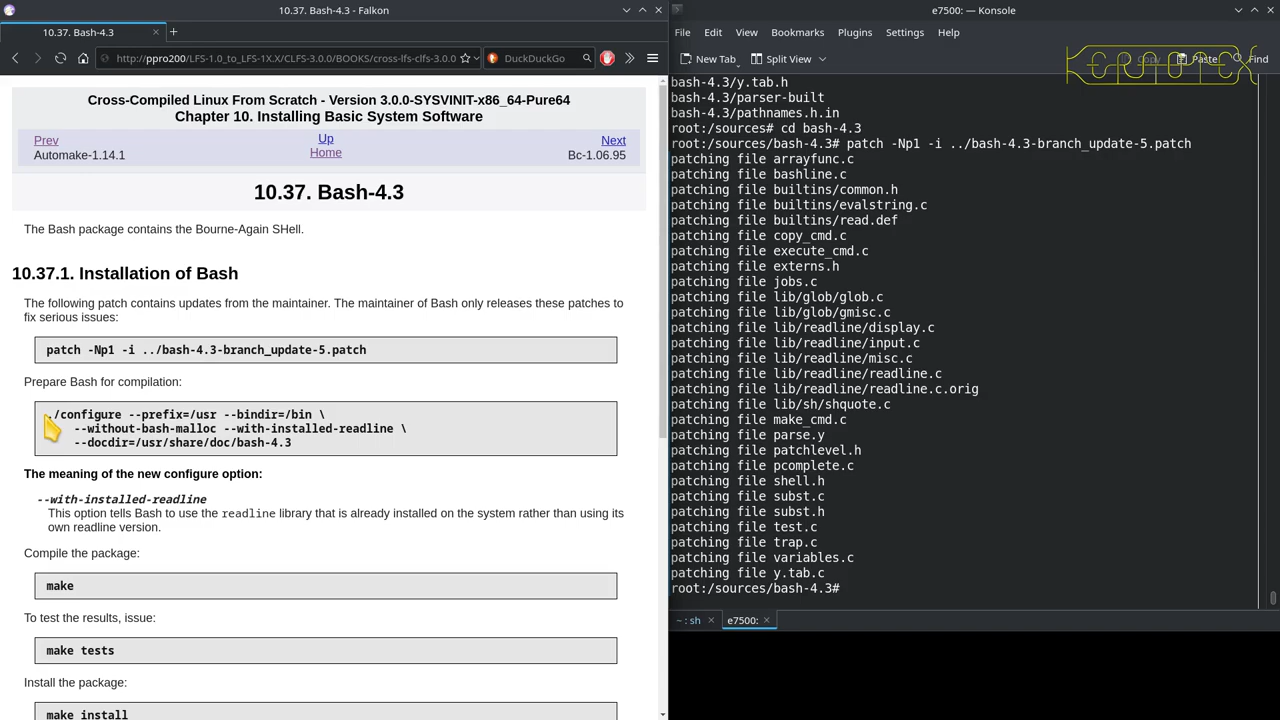 10.37. Bash-4.3 - Falkon
10.37. Bash-4.3
http://ppro200/LFS-1.0_to_LFS-1X.X/CLFS-3.0.0/BOOKS/cross-lfs-clfs-3.0.0
DuckDuckGo
Cross-Compiled Linux From Scratch - Version 3.0.0-SYSVINIT-x86_64-Pure64
Chapter 10. Installing Basic System Software
Prev
Up
Next
Automake-1.14.1
Home
Bc-1.06.95
10.37. Bash-4.3
The Bash package contains the Bourne-Again SHell.
10.37.1. Installation of Bash
The following patch contains updates from the maintainer. The maintainer of Bash only releases these patches to
fix serious issues:
patch -Np1 -i ../bash-4.3-branch_update-5.patch
Prepare Bash for compilation:
./configure --prefix=/usr --bindir=/bin \
--without-bash-malloc --with-installed-readline \
--docdir=/usr/share/doc/bash-4.3
The meaning of the new configure option:
--with-installed-readline
This option tells Bash to use the readline library that is already installed on the system rather than using its
own readline version.
Compile the package:
make
To test the results, issue:
make tests
Install the package:
make install
e7500: — Konsole
File Edit View Bookmarks Plugins Settings Help
New Tab Split View Copy Paste Find
bash-4.3/y.tab.h
bash-4.3/parser-built
bash-4.3/pathnames.h.in
root:/sources# cd bash-4.3
root:/sources/bash-4.3# patch -Np1 -i ../bash-4.3-branch_update-5.patch
patching file arrayfunc.c
patching file bashline.c
patching file builtins/common.h
patching file builtins/evalstring.c
patching file builtins/read.def
patching file copy_cmd.c
patching file execute_cmd.c
patching file externs.h
patching file jobs.c
patching file lib/glob/glob.c
patching file lib/glob/gmisc.c
patching file lib/readline/display.c
patching file lib/readline/input.c
patching file lib/readline/misc.c
patching file lib/readline/readline.c
patching file lib/readline/readline.c.orig
patching file lib/sh/shquote.c
patching file make_cmd.c
patching file parse.y
patching file patchlevel.h
patching file pcomplete.c
patching file shell.h
patching file subst.c
patching file subst.h
patching file test.c
patching file trap.c
patching file variables.c
patching file y.tab.c
root:/sources/bash-4.3#
~ : sh
e7500: